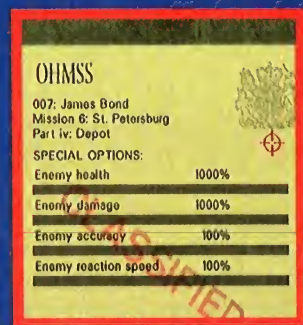 OHMSS
007: James Bond
Mission 6: St. Petersburg
Part iv: Depot
SPECIAL OPTIONS:
Enemy health 1000%
Enemy damage 1000%
Enemy accuracy 100%
Enemy reaction speed 100%
CLASSIFIED